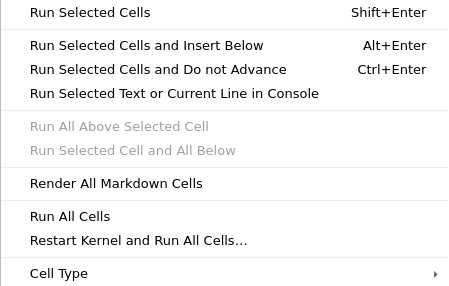 Run Selected Cells Shift+Enter
Run Selected Cells and Insert Below Alt+Enter
Run Selected Cells and Do not Advance Ctrl+Enter
Run Selected Text or Current Line in Console
Run All Above Selected Cell
Run Selected Cell and All Below
Render All Markdown Cells
Run All Cells
Restart Kernel and Run All Cells…
Cell Type